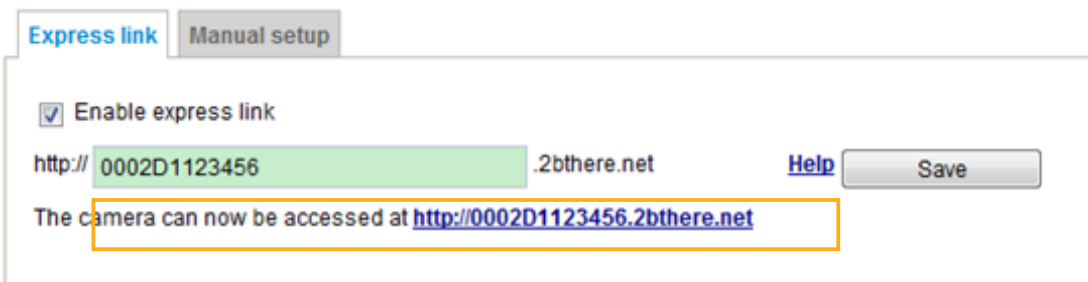 Express link Manual setup
Enable express link
http:// 0002D1123456 .2bthere.net Help Save
The camera can now be accessed at http://0002D1123456.2bthere.net